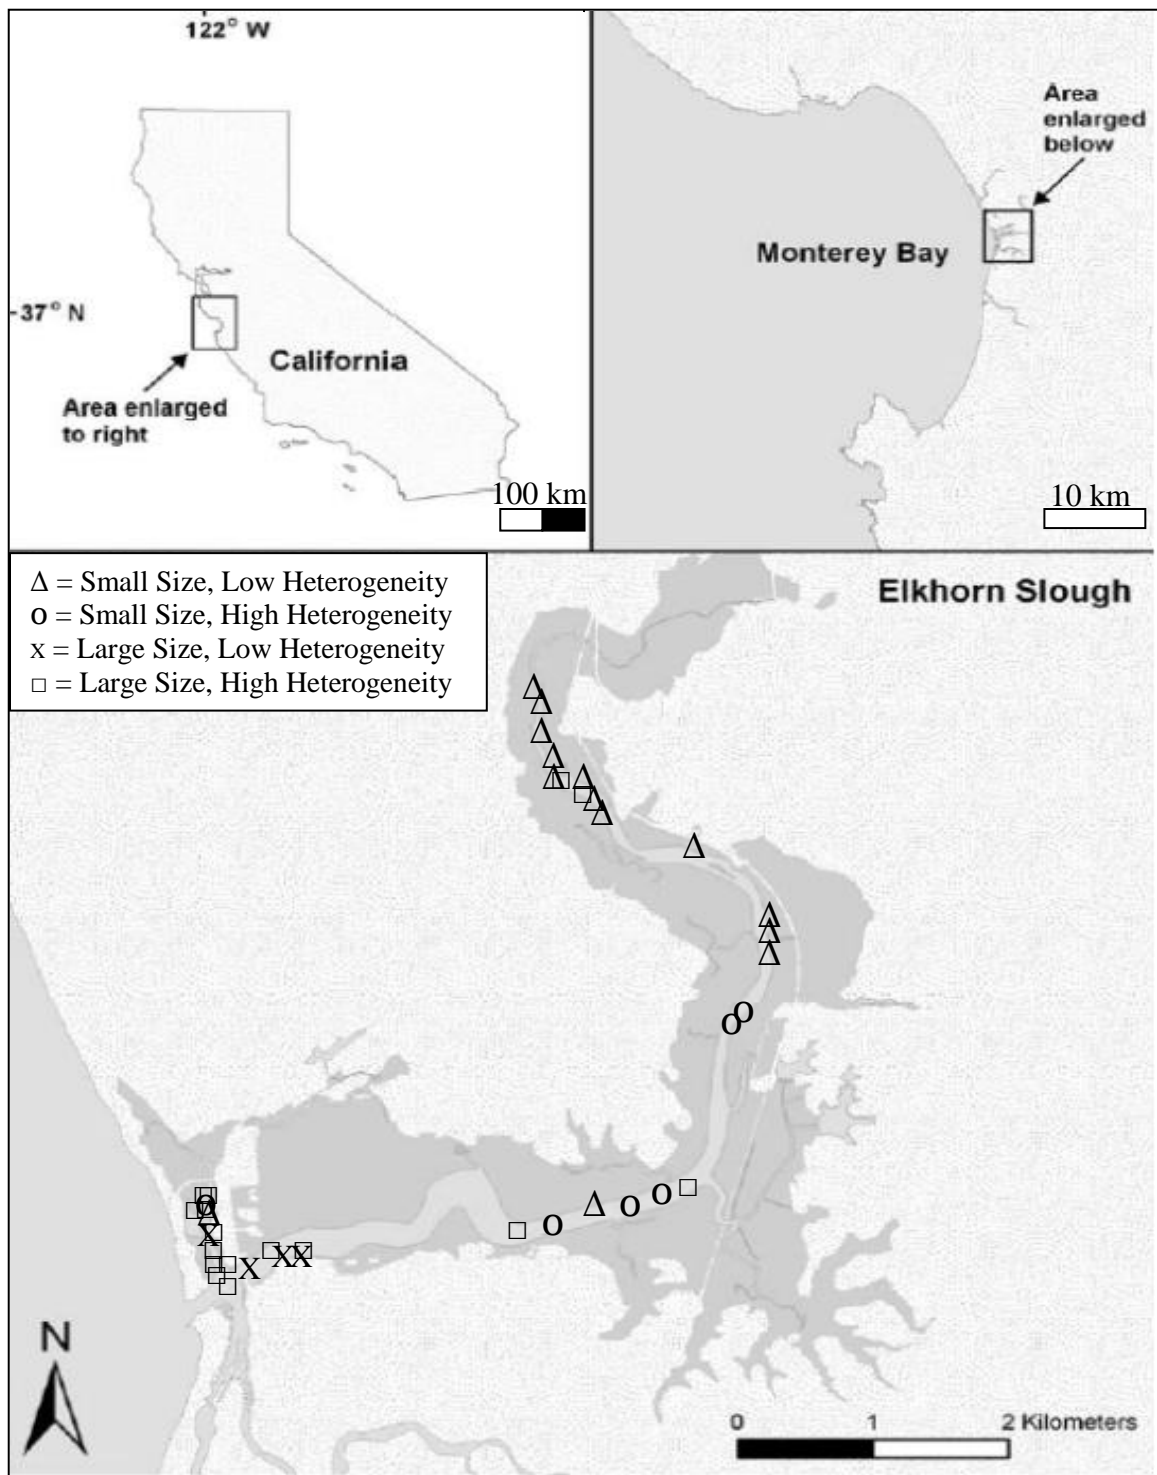 122° W
37° N
California
Area enlarged
to right
100 km
Area
enlarged
below
Monterey Bay
10 km
Δ = Small Size, Low Heterogeneity
o = Small Size, High Heterogeneity
x = Large Size, Low Heterogeneity
□ = Large Size, High Heterogeneity
Elkhorn Slough
N
0 1 2 Kilometers